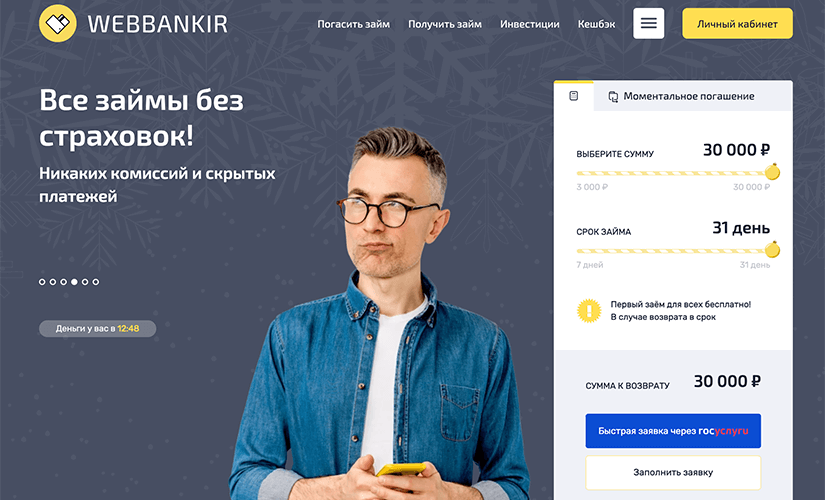 WEBBANKIR
Погасить займ
Получить займ
Инвестиции
Кешбэк
Личный кабинет
Все займы без
страховок!
Никаких комиссий и скрытых
платежей
Деньги у вас в 12:48
Моментальное погашение
ВЫБЕРИТЕ СУММУ
30 000 ₽
3 000 ₽
30 000 ₽
СРОК ЗАЙМА
31 день
7 дней
31 день
Первый заём для всех бесплатно!
В случае возврата в срок
СУММА К ВОЗВРАТУ
30 000 ₽
Быстрая заявка через госуслуги
Заполнить заявку